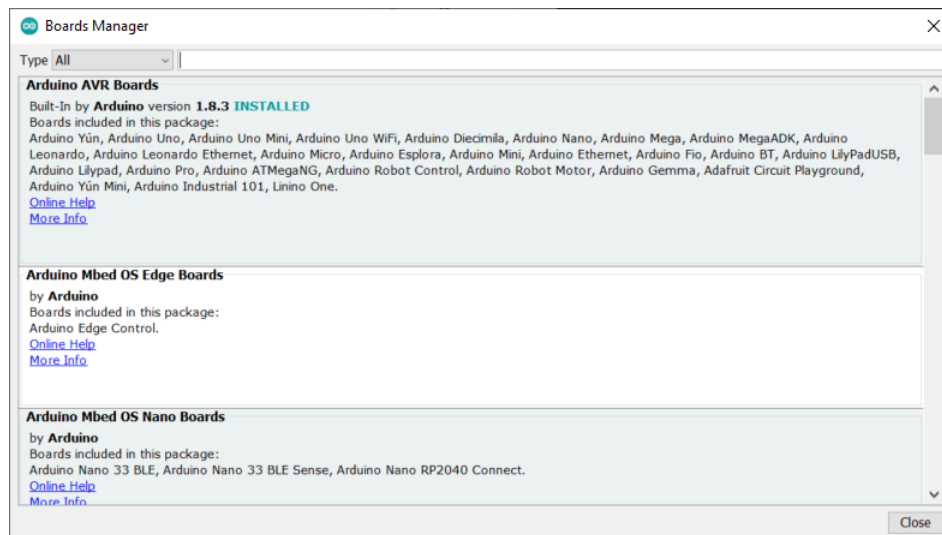 Boards Manager
Type All
Arduino AVR Boards
Built-In by Arduino version 1.8.3 INSTALLED
Boards included in this package:
Arduino Yún, Arduino Uno, Arduino Uno Mini, Arduino Uno WiFi, Arduino Diecimila, Arduino Nano, Arduino Mega, Arduino MegaADK, Arduino
Leonardo, Arduino Leonardo Ethernet, Arduino Micro, Arduino Esplora, Arduino Mini, Arduino Ethernet, Arduino Fio, Arduino BT, Arduino LilyPadUSB,
Arduino Lilypad, Arduino Pro, Arduino ATMegaNG, Arduino Robot Control, Arduino Robot Motor, Arduino Gemma, Adafruit Circuit Playground,
Arduino Yún Mini, Arduino Industrial 101, Linino One.
Online Help
More Info
Arduino Mbed OS Edge Boards
by Arduino
Boards included in this package:
Arduino Edge Control.
Online Help
More Info
Arduino Mbed OS Nano Boards
by Arduino
Boards included in this package:
Arduino Nano 33 BLE, Arduino Nano 33 BLE Sense, Arduino Nano RP2040 Connect.
Online Help
More Info
Close